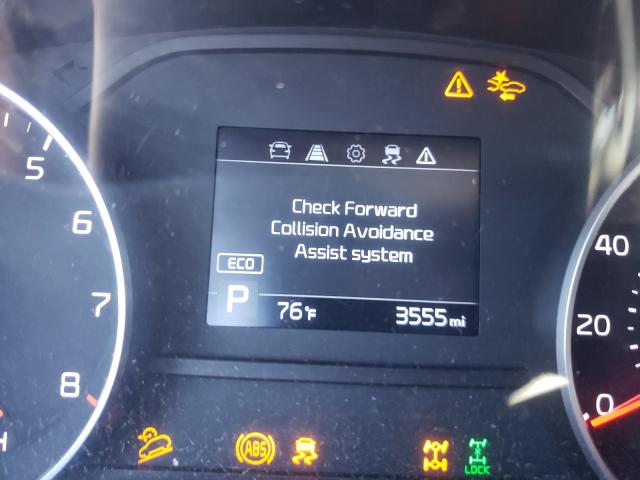 5
6
7
8
H
Check Forward
Collision Avoidance
Assist system
ECO
P
76°F
3555 mi
40
20
0
ABS
LOCK